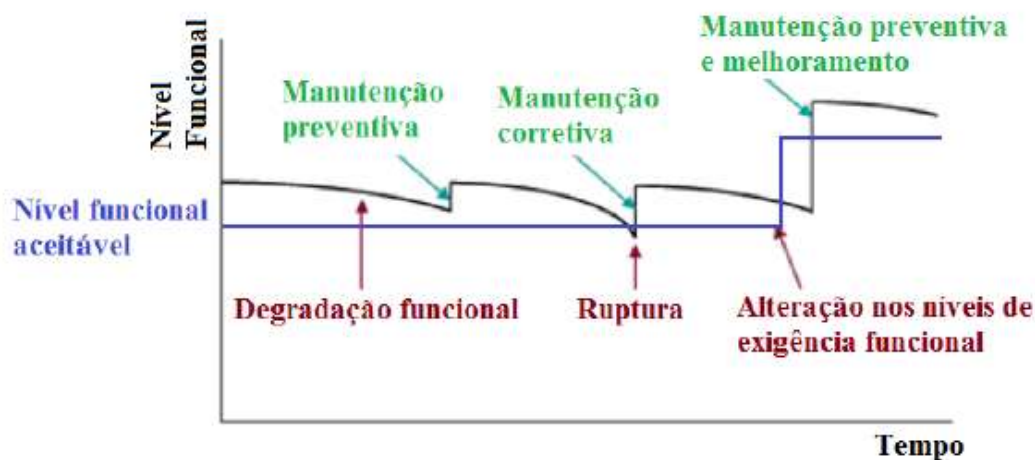 Nível
Funcional
Manutenção
preventiva
Manutenção
corretiva
Manutenção preventiva
e melhoramento
Nível funcional
aceitável
Degradação funcional
Ruptura
Alteração nos níveis de
exigência funcional
Tempo